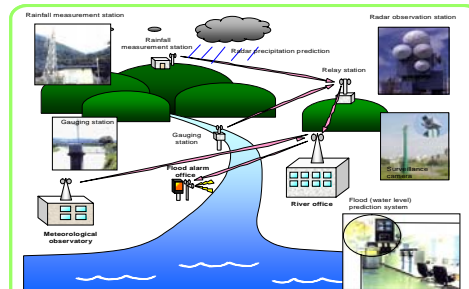 Rainfall measurement station
Rainfall
measurement station
Radar observation station
Radar precipitation prediction
Relay station
Gauging station
Gauging
station
Surveillance
camera
Flood alarm
office
River office
Flood (water level)
prediction system
Meteorological
observatory